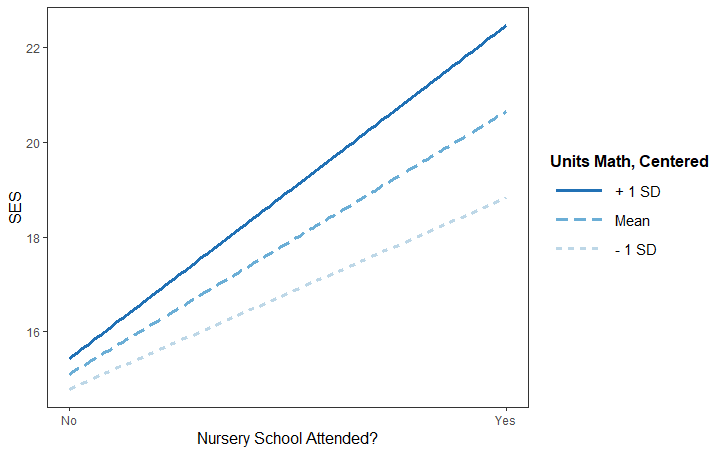 22
20
18
16
SES
No
Yes
Nursery School Attended?
Units Math, Centered
+ 1 SD
Mean
- 1 SD